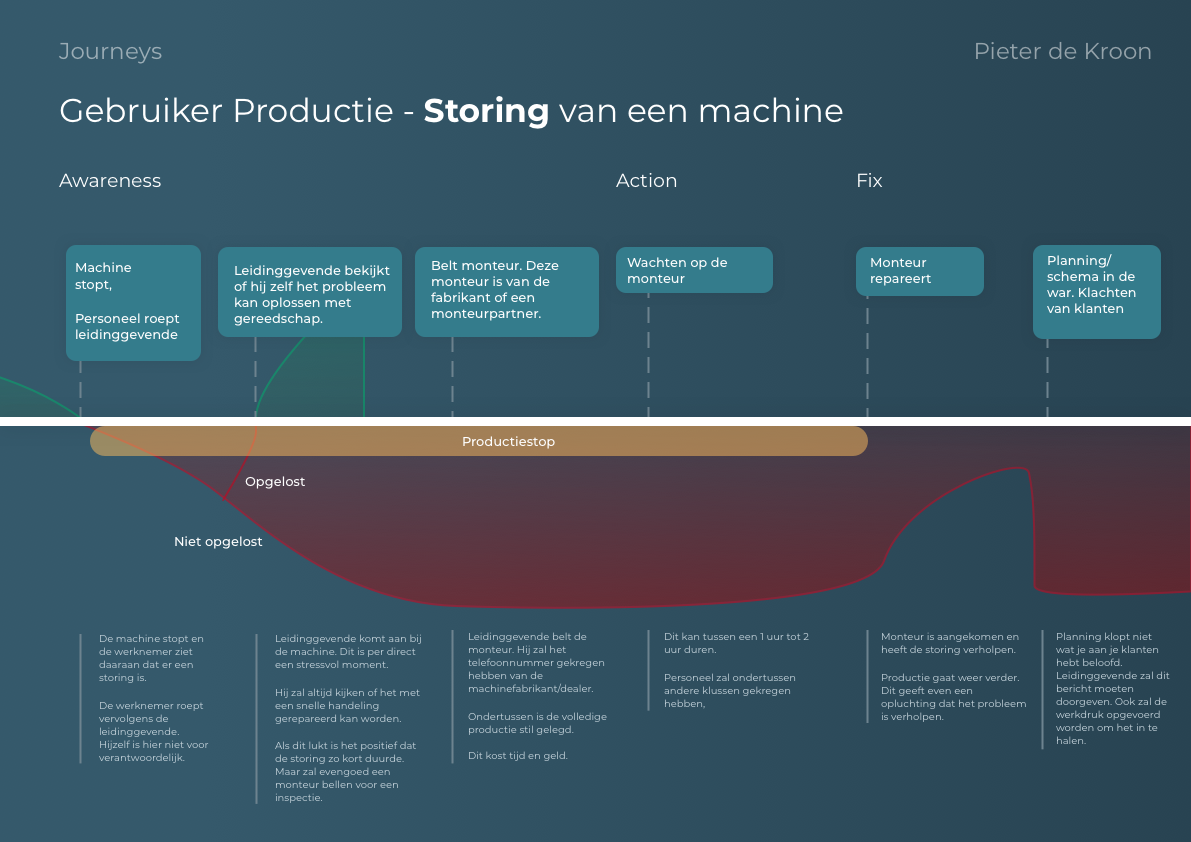 Journeys
Pieter de Kroon
Gebruiker Productie - Storing van een machine
Awareness
Action
Fix
Machine
stopt,
Personeel roept
leidinggevende
Leidinggevende bekijkt
of hij zelf het probleem
kan oplossen met
gereedschap.
Belt monteur. Deze
monteur is van de
fabrikant of een
monteurpartner.
Wachten op de
monteur
Monteur
repareert
Planning/
schema in de
war. Klachten
van klanten
Productiestop
Opgelost
Niet opgelost
De machine stopt en
de werknemer ziet
daaraan dat er een
storing is.
De werknemer roept
vervolgens de
leidinggevende.
Hijzelf is hier niet voor
verantwoordelijk.
Leidinggevende komt aan bij
de machine. Dit is per direct
een stressvol moment.
Hij zal altijd kijken of het met
een snelle handeling
gerepareerd kan worden.
Als dit lukt is het positief dat
de storing zo kort duurde.
Maar zal evengoed een
monteur bellen voor een
inspectie.
Leidinggevende belt de
monteur. Hij zal het
telefoonnummer gekregen
hebben van de
machinefabrikant/dealer.
Ondertussen is de volledige
productie stil gelegd.
Dit kost tijd en geld.
Dit kan tussen een 1 uur tot 2
uur duren.
Personeel zal ondertussen
andere klussen gekregen
hebben,
Monteur is aangekomen en
heeft de storing verholpen.
Productie gaat weer verder.
Dit geeft even een
opluchting dat het probleem
is verholpen.
Planning klopt niet
wat je aan je klanten
hebt beloofd.
Leidinggevende zal dit
bericht moeten
doorgeven. Ook zal de
werkdruk opgevoerd
worden om het in te
halen.